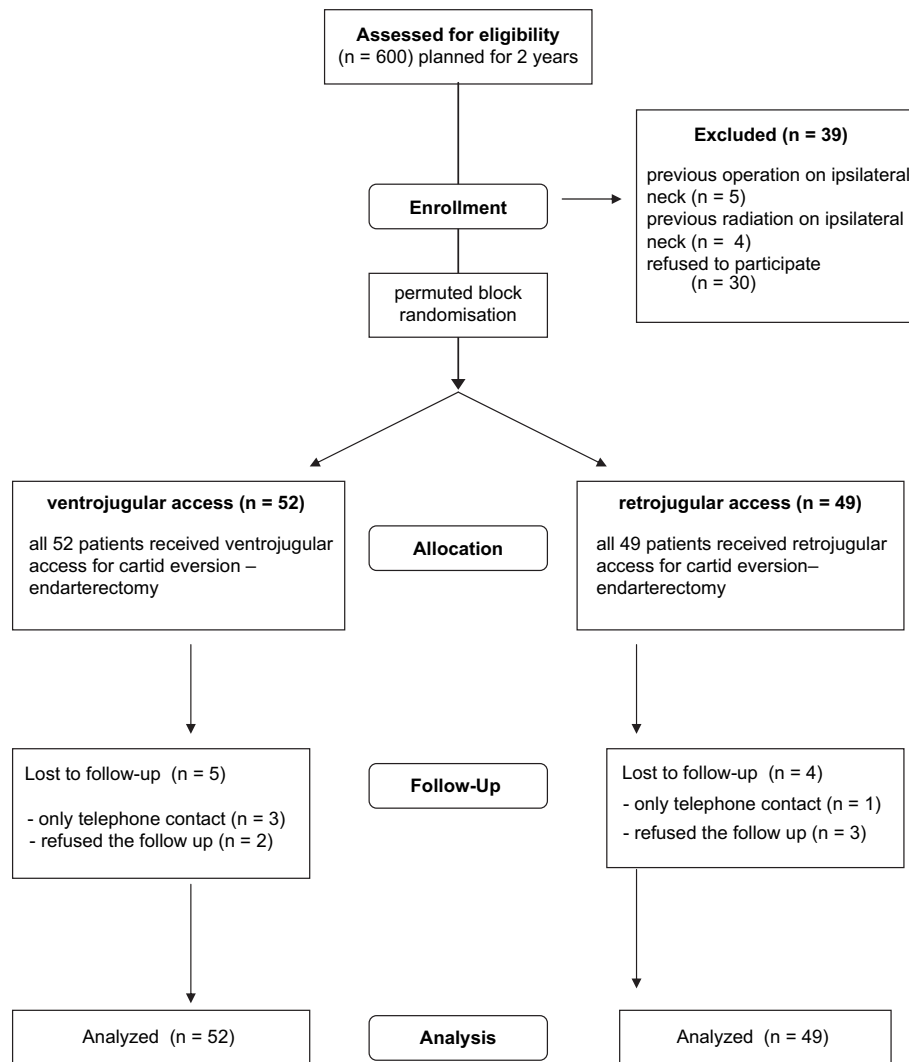 Assessed for eligibility
(n = 600) planned for 2 years
Excluded (n = 39)
previous operation on ipsilateral
neck (n = 5)
previous radiation on ipsilateral
neck (n = 4)
refused to participate
(n = 30)
Enrollment
permuted block
randomisation
ventrojugular access (n = 52)
all 52 patients received ventrojugular
access for cartid eversion –
endarterectomy
Allocation
retrojugular access (n = 49)
all 49 patients received retrojugular
access for cartid eversion–
endarterectomy
Lost to follow-up (n = 5)
- only telephone contact (n = 3)
- refused the follow up (n = 2)
Follow-Up
Lost to follow-up (n = 4)
- only telephone contact (n = 1)
- refused the follow up (n = 3)
Analyzed (n = 52)
Analysis
Analyzed (n = 49)